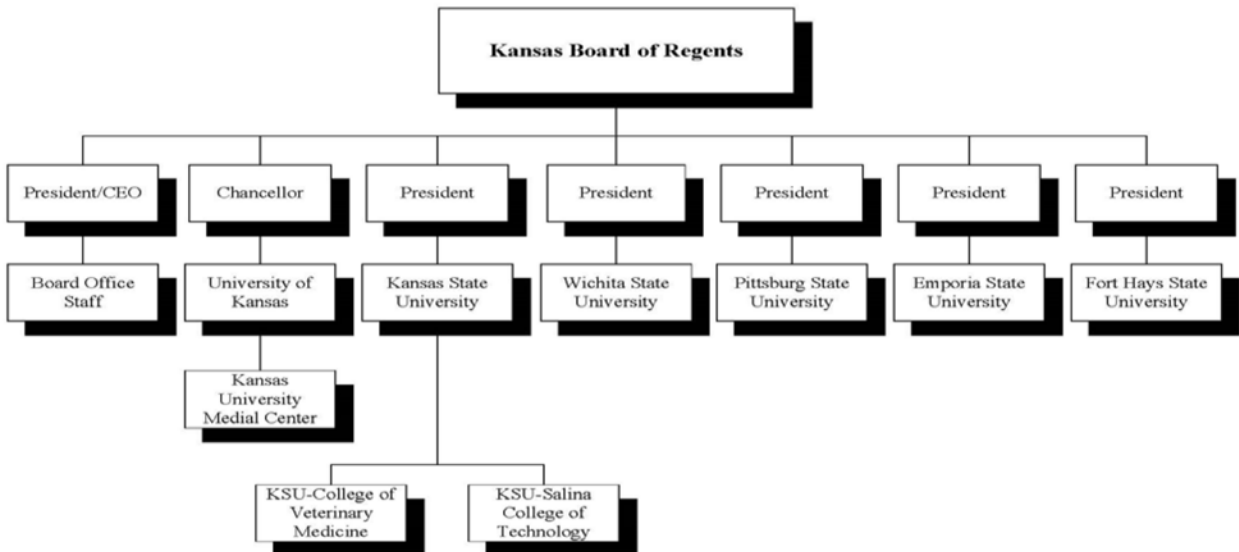 Kansas Board of Regents
President/CEO
Chancellor
President
President
President
President
President
Board Office
Staff
University of
Kansas
Kansas State
University
Wichita State
University
Pittsburg State
University
Emporia State
University
Fort Hays State
University
Kansas
University
Medial Center
KSU-College of
Veterinary
Medicine
KSU-Salina
College of
Technology